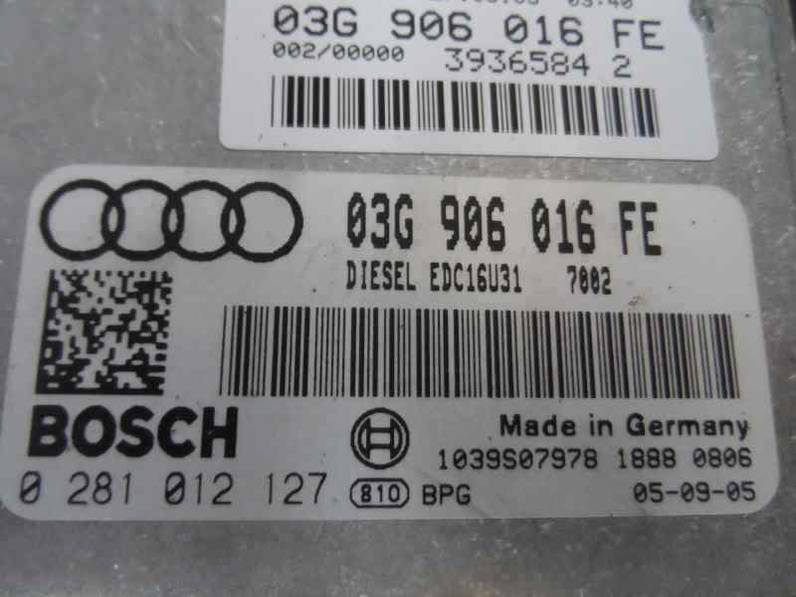 03G 906 016 FE
002/00000 3936584 2
03G 906 016 FE
DIESEL EDC16U31 7002
BOSCH
Made in Germany
1039S07978 1888 0806
0 281 012 127 810 BPG 05-09-05